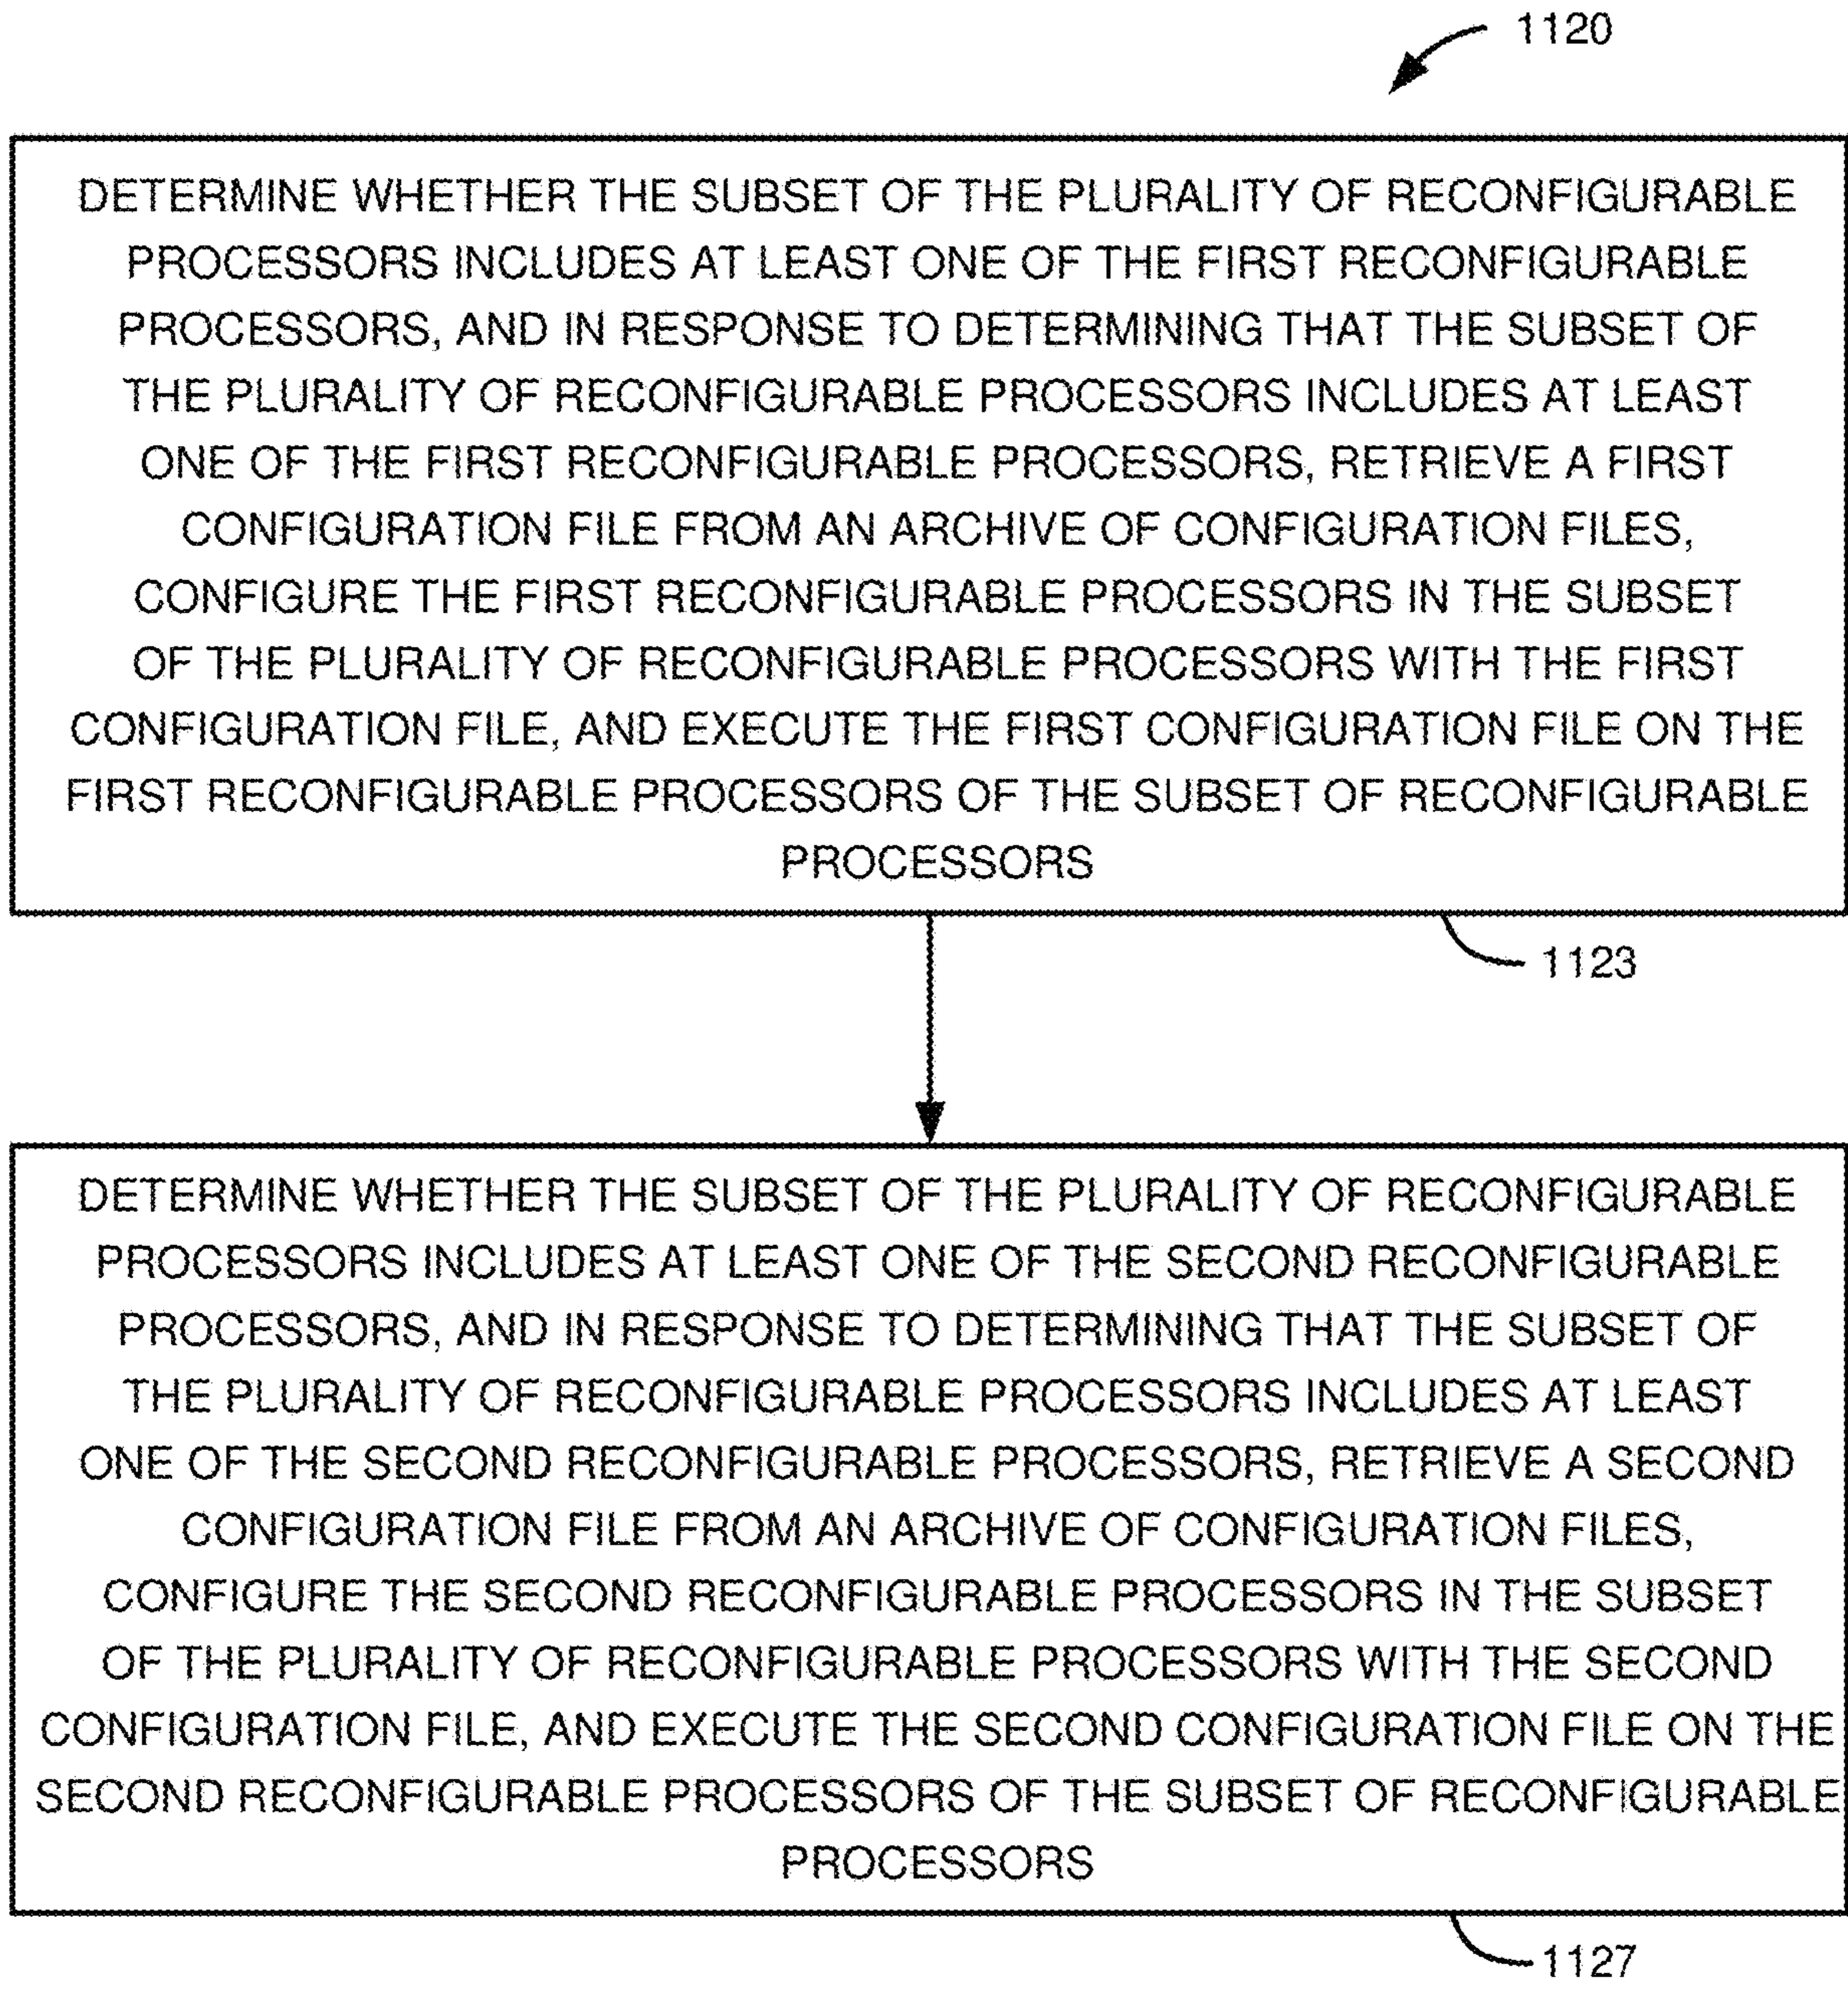 1120
DETERMINE WHETHER THE SUBSET OF THE PLURALITY OF RECONFIGURABLE
PROCESSORS INCLUDES AT LEAST ONE OF THE FIRST RECONFIGURABLE
PROCESSORS, AND IN RESPONSE TO DETERMINING THAT THE SUBSET OF
THE PLURALITY OF RECONFIGURABLE PROCESSORS INCLUDES AT LEAST
ONE OF THE FIRST RECONFIGURABLE PROCESSORS, RETRIEVE A FIRST
CONFIGURATION FILE FROM AN ARCHIVE OF CONFIGURATION FILES,
CONFIGURE THE FIRST RECONFIGURABLE PROCESSORS IN THE SUBSET
OF THE PLURALITY OF RECONFIGURABLE PROCESSORS WITH THE FIRST
CONFIGURATION FILE, AND EXECUTE THE FIRST CONFIGURATION FILE ON THE
FIRST RECONFIGURABLE PROCESSORS OF THE SUBSET OF RECONFIGURABLE
PROCESSORS
1123
DETERMINE WHETHER THE SUBSET OF THE PLURALITY OF RECONFIGURABLE
PROCESSORS INCLUDES AT LEAST ONE OF THE SECOND RECONFIGURABLE
PROCESSORS, AND IN RESPONSE TO DETERMINING THAT THE SUBSET OF
THE PLURALITY OF RECONFIGURABLE PROCESSORS INCLUDES AT LEAST
ONE OF THE SECOND RECONFIGURABLE PROCESSORS, RETRIEVE A SECOND
CONFIGURATION FILE FROM AN ARCHIVE OF CONFIGURATION FILES,
CONFIGURE THE SECOND RECONFIGURABLE PROCESSORS IN THE SUBSET
OF THE PLURALITY OF RECONFIGURABLE PROCESSORS WITH THE SECOND
CONFIGURATION FILE, AND EXECUTE THE SECOND CONFIGURATION FILE ON THE
SECOND RECONFIGURABLE PROCESSORS OF THE SUBSET OF RECONFIGURABLE
PROCESSORS
1127